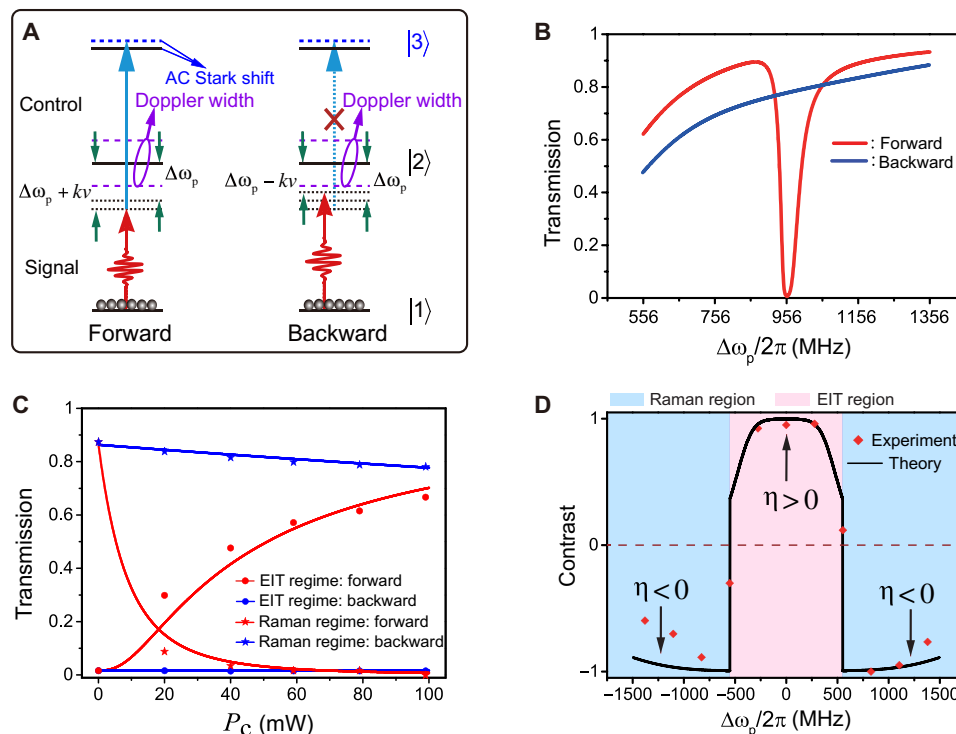 A
|3⟩
AC Stark shift
Control
Doppler width
Doppler width
|2⟩
Δωp + kv
Δωp
Δωp − kv
Δωp
Signal
|1⟩
Forward
Backward
B
Transmission
1
0.8
0.6
0.4
0.2
0
: Forward
: Backward
556
756
956
1156
1356
Δωp/2π (MHz)
C
Transmission
1
0.8
0.6
0.4
0.2
0
EIT regime: forward
EIT regime: backward
Raman regime: forward
Raman regime: backward
0
20
40
60
80
100
Pc (mW)
D
Raman region
EIT region
Contrast
1
0
−1
Experiment
Theory
η>0
η<0
η<0
−1500
−1000
−500
0
500
1000
1500
Δωp/2π (MHz)